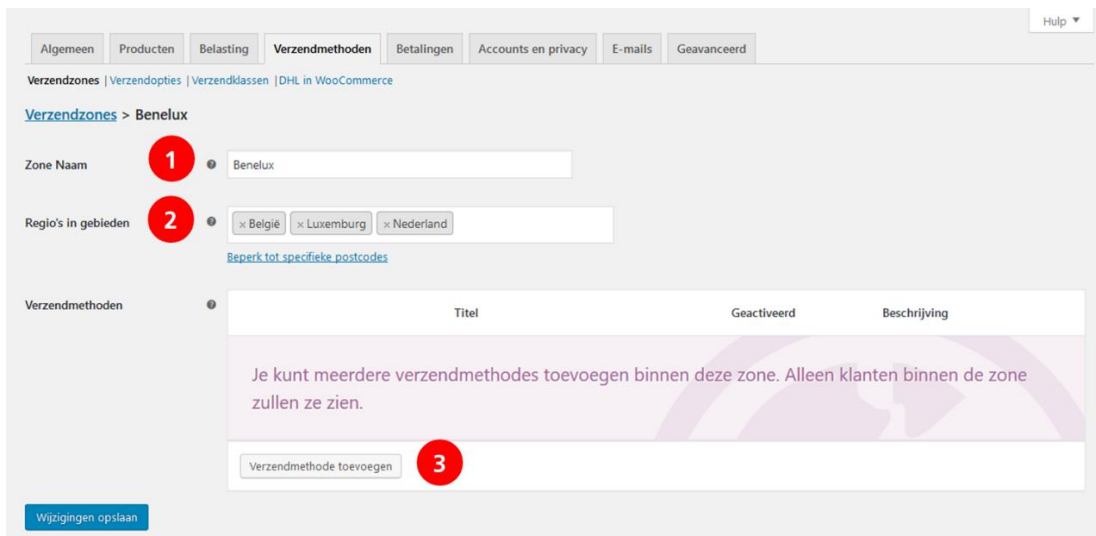 Hulp ▼
Algemeen Producten Belasting Verzendmethoden Betalingen Accounts en privacy E-mails Geavanceerd
Verzendzones | Verzendopties | Verzendklassen | DHL in WooCommerce
Verzendzones > Benelux
Zone Naam 1 ? Benelux
Regio's in gebieden 2 ? × België × Luxemburg × Nederland
Beperk tot specifieke postcodes
Verzendmethoden ? Titel Geactiveerd Beschrijving
Je kunt meerdere verzendmethodes toevoegen binnen deze zone. Alleen klanten binnen de zone
zullen ze zien.
Verzendmethode toevoegen 3
Wijzigingen opslaan